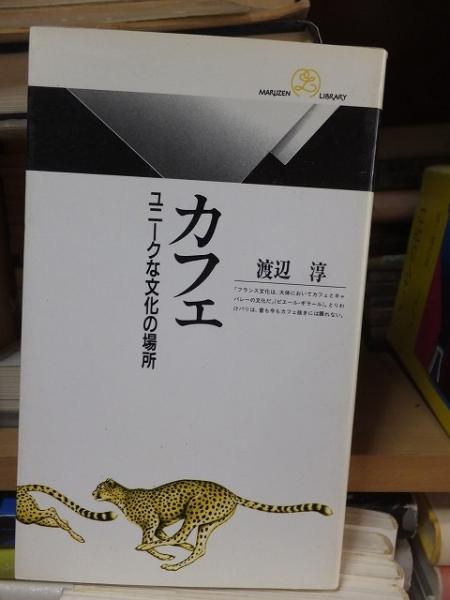 MARUZEN LIBRARY
カフェ
ユニークな文化の場所
渡辺 淳
「フランス文化は、大体においてカフェとキャ
バレーの文化だ」(ピエール・ギラール)。とりわ
けパリは、昔も今もカフェ抜きには語れない。